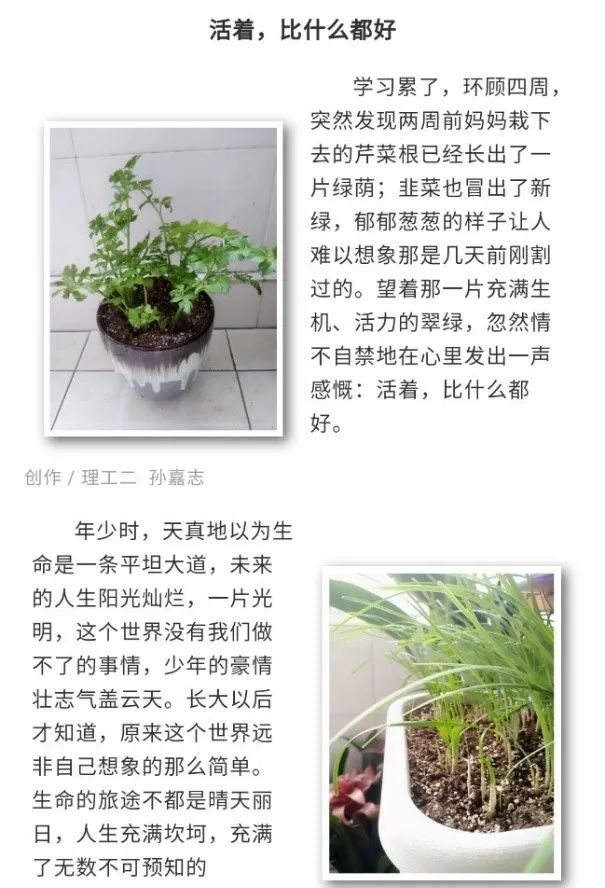 活着，比什么都好
学习累了，环顾四周，
突然发现两周前妈妈栽下
去的芹菜根已经长出了一
片绿荫；韭菜也冒出了新
绿，郁郁葱葱的样子让人
难以想象那是几天前刚割
过的。望着那一片充满生
机、活力的翠绿，忽然情
不自禁地在心里发出一声
感慨：活着，比什么都
好。
创作 / 理工二 孙嘉志
年少时，天真地以为生
命是一条平坦大道，未来
的人生阳光灿烂，一片光
明，这个世界没有我们做
不了的事情，少年的豪情
壮志气盖云天。长大以后
才知道，原来这个世界远
非自己想象的那么简单。
生命的旅途不都是晴天丽
日，人生充满坎坷，充满
了无数不可预知的